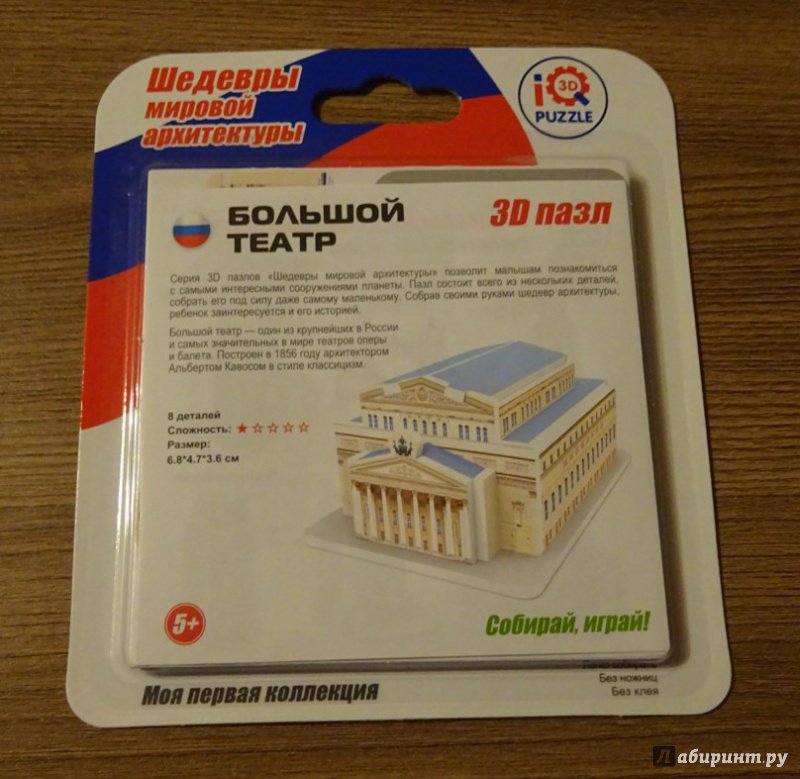 Шедевры
мировой
архитектуры
iQ 3D
PUZZLE
БОЛЬШОЙ
ТЕАТР
3D пазл
Серия 3D пазлов «Шедевры мировой архитектуры» позволит малышам познакомиться
с самыми интересными сооружениями планеты. Пазл состоит всего из нескольких деталей,
собрать его под силу даже самому маленькому. Собрав своими руками шедевр архитектуры,
ребенок заинтересуется и его историей.
Большой театр — один из крупнейших в России
и самых значительных в мире театров оперы
и балета. Построен в 1856 году архитектором
Альбертом Кавосом в стиле классицизм.
8 деталей
Сложность:
Размер:
6.8*4.7*3.6 см
5+
Собирай, играй!
Легко собирать
Без ножниц
Без клея
Моя первая коллекция
Лабиринт.ру